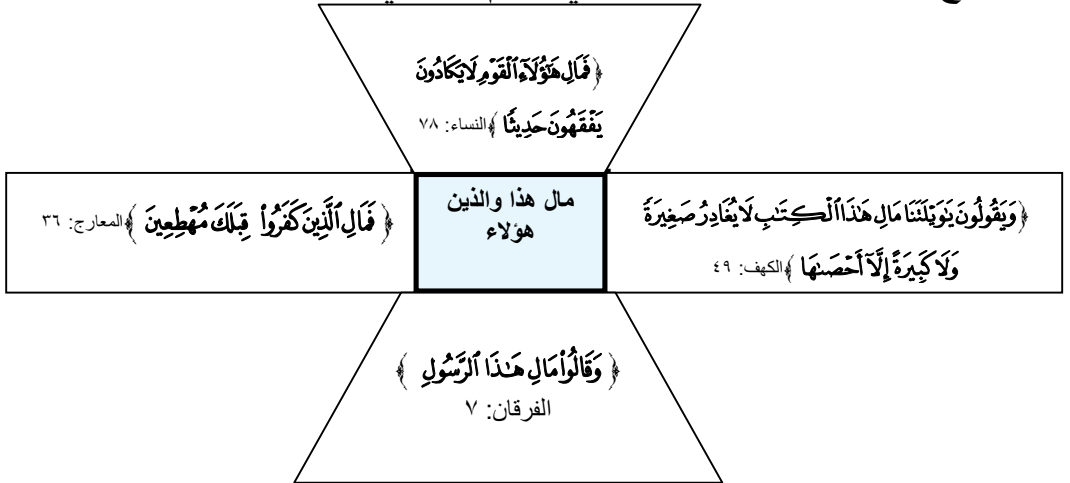 ﴿ فَمَالِ هَٰٓؤُلَآءِ ٱلۡقَوۡمِ لَا يَكَادُونَ
يَفۡقَهُونَ حَدِيثٗا ﴾ النساء: ٧٨
مال هذا والذين
هؤلاء
﴿ وَيَقُولُونَ يَٰوَيۡلَتَنَا مَالِ هَٰذَا ٱلۡكِتَٰبِ لَا يُغَادِرُ صَغِيرَةٗ
وَلَا كَبِيرَةً إِلَّآ أَحۡصَىٰهَا ﴾ الكهف: ٤٩
﴿ فَمَالِ ٱلَّذِينَ كَفَرُواْ قِبَلَكَ مُهۡطِعِينَ ﴾ المعارج: ٣٦
﴿ وَقَالُواْ مَالِ هَٰذَا ٱلرَّسُولِ ﴾
الفرقان: ٧